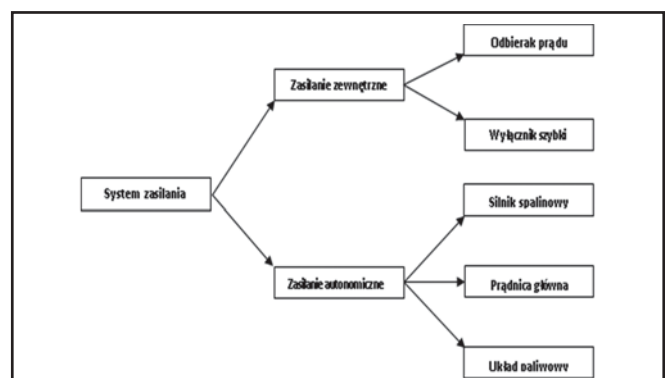 Odbierak prądu
Zasilanie zewnętrzne
Wyłącznik szybki
System zasilania
Silnik spalinowy
Zasilanie autonomiczne
Prądnica główna
Układ paliwowy